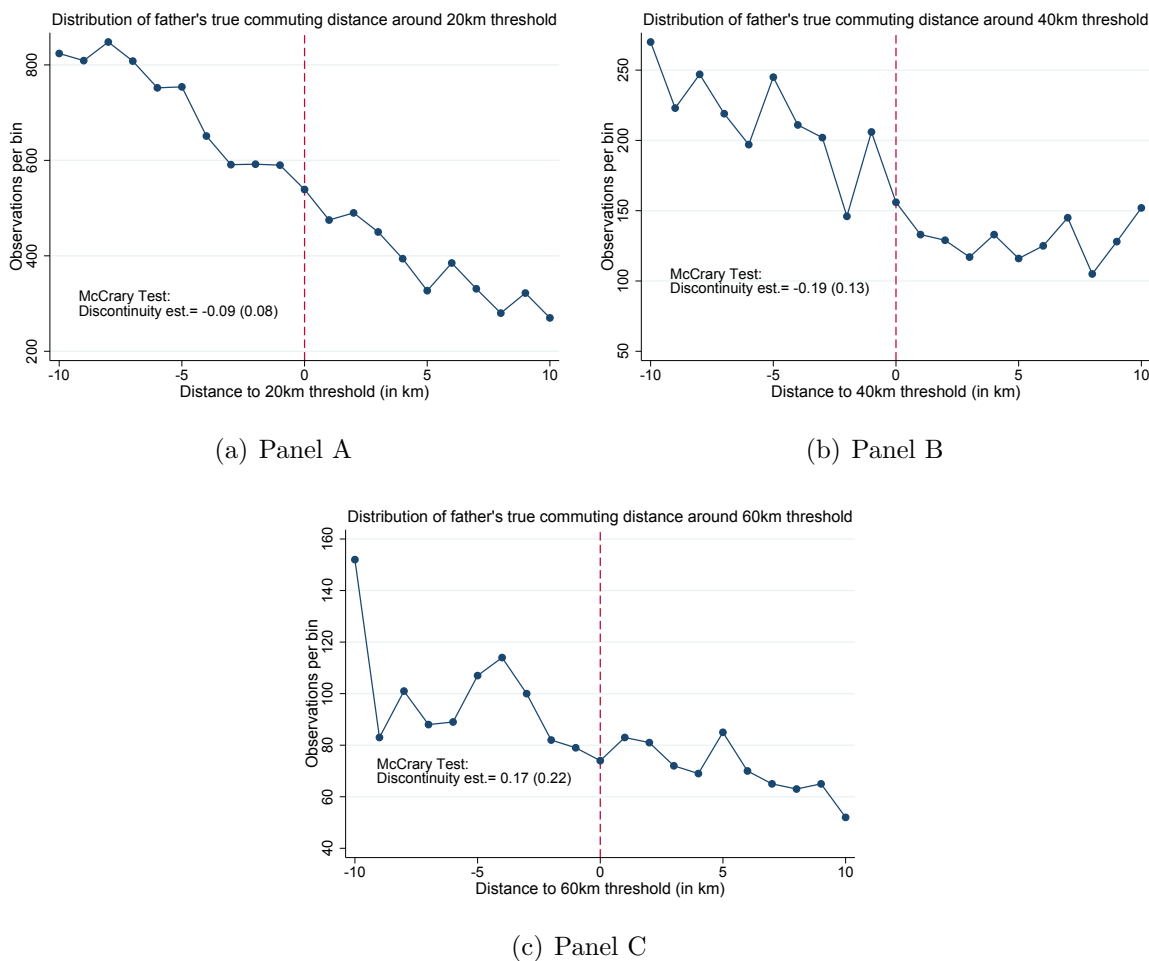 Distribution of father's true commuting distance around 20km threshold
Observations per bin
800
600
400
200
McCrary Test:
Discontinuity est.= -0.09 (0.08)
-10 -5 0 5 10
Distance to 20km threshold (in km)
(a) Panel A
Distribution of father's true commuting distance around 40km threshold
Observations per bin
250
200
150
100
50
McCrary Test:
Discontinuity est.= -0.19 (0.13)
-10 -5 0 5 10
Distance to 40km threshold (in km)
(b) Panel B
Distribution of father's true commuting distance around 60km threshold
Observations per bin
160
140
120
100
80
60
40
McCrary Test:
Discontinuity est.= 0.17 (0.22)
-10 -5 0 5 10
Distance to 60km threshold (in km)
(c) Panel C